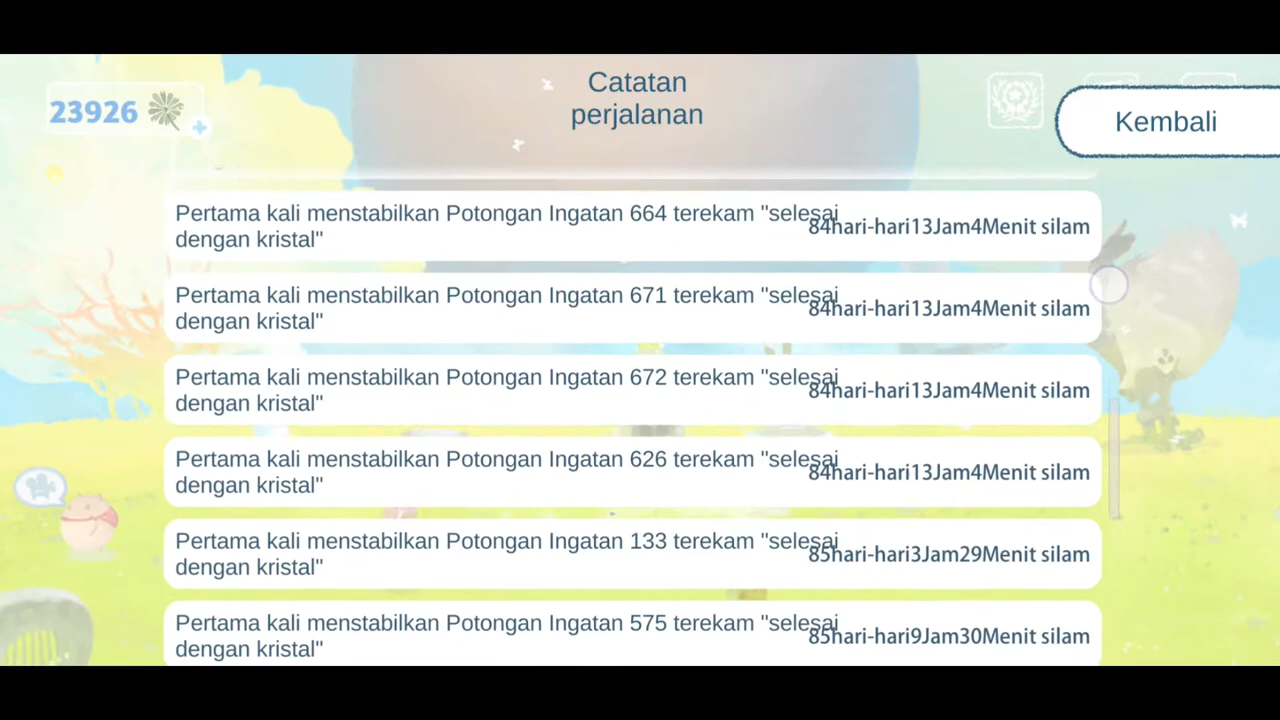 23926
Catatan
perjalanan
Kembali
Pertama kali menstabilkan Potongan Ingatan 664 terekam "selesai
dengan kristal"
84hari-hari13Jam4Menit silam
Pertama kali menstabilkan Potongan Ingatan 671 terekam "selesai
dengan kristal"
84hari-hari13Jam4Menit silam
Pertama kali menstabilkan Potongan Ingatan 672 terekam "selesai
dengan kristal"
84hari-hari13Jam4Menit silam
Pertama kali menstabilkan Potongan Ingatan 626 terekam "selesai
dengan kristal"
84hari-hari13Jam4Menit silam
Pertama kali menstabilkan Potongan Ingatan 133 terekam "selesai
dengan kristal"
85hari-hari3Jam29Menit silam
Pertama kali menstabilkan Potongan Ingatan 575 terekam "selesai
dengan kristal"
85hari-hari9Jam30Menit silam